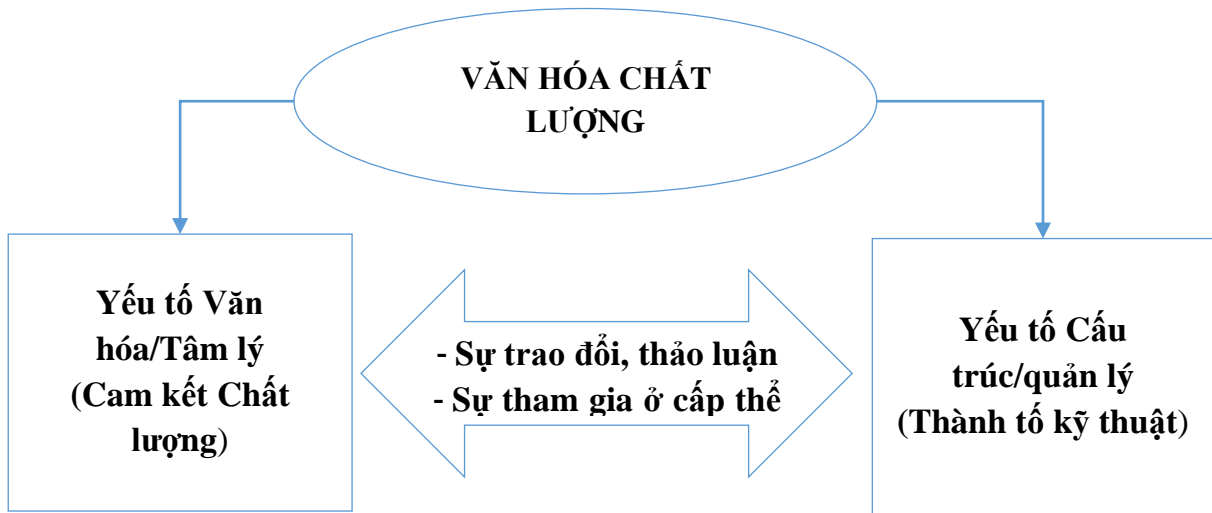 VĂN HÓA CHẤT
LƯỢNG
Yếu tố Văn
hóa/Tâm lý
(Cam kết Chất
lượng)
- Sự trao đổi, thảo luận
- Sự tham gia ở cấp thể
Yếu tố Cấu
trúc/quản lý
(Thành tố kỹ thuật)